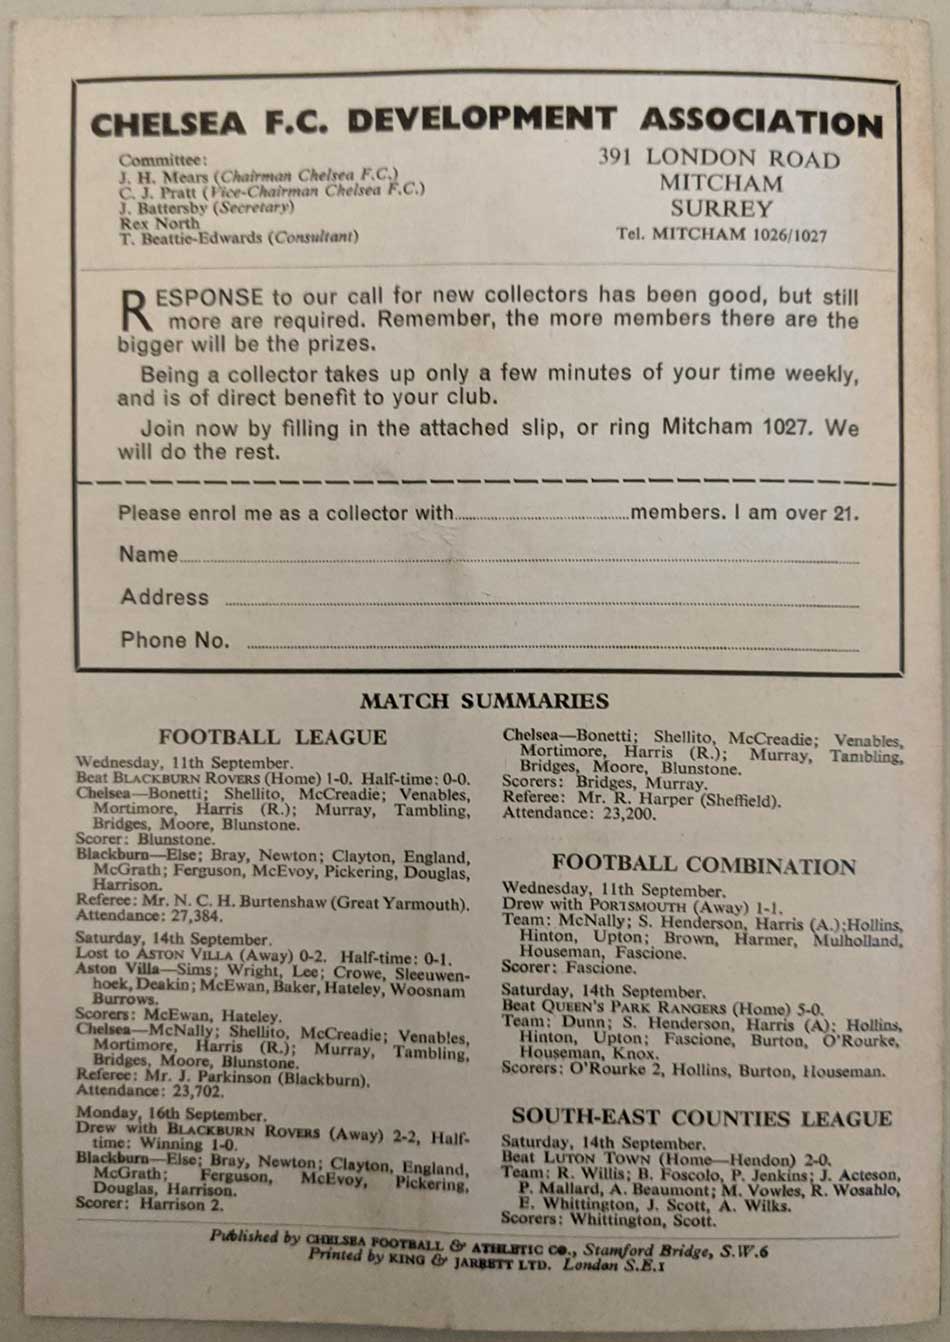 CHELSEA F.C. DEVELOPMENT ASSOCIATION
Committee:
J. H. Mears (Chairman Chelsea F.C.)
C. J. Pratt (Vice-Chairman Chelsea F.C.)
J. Battersby (Secretary)
Rex North
T. Beattie-Edwards (Consultant)
391 LONDON ROAD
MITCHAM
SURREY
Tel. MITCHAM 1026/1027
RESPONSE to our call for new collectors has been good, but still
more are required. Remember, the more members there are the
bigger will be the prizes.
Being a collector takes up only a few minutes of your time weekly,
and is of direct benefit to your club.
Join now by filling in the attached slip, or ring Mitcham 1027. We
will do the rest.
Please enrol me as a collector with..............................members. I am over 21.
Name
Address
Phone No.
MATCH SUMMARIES
FOOTBALL LEAGUE
Wednesday, 11th September.
Beat BLACKBURN ROVERS (Home) 1-0. Half-time: 0-0.
Chelsea—Bonetti; Shellito, McCreadie; Venables,
Mortimore, Harris (R.); Murray, Tambling,
Bridges, Moore, Blunstone.
Scorer: Blunstone.
Blackburn—Else; Bray, Newton; Clayton, England,
McGrath; Ferguson, McEvoy, Pickering, Douglas,
Harrison.
Referee: Mr. N. C. H. Burtenshaw (Great Yarmouth).
Attendance: 27,384.
Saturday, 14th September.
Lost to ASTON VILLA (Away) 0-2. Half-time: 0-1.
Aston Villa—Sims; Wright, Lee; Crowe, Sleeuwen-
hoek, Deakin; McEwan, Baker, Hateley, Woosnam
Burrows.
Scorers: McEwan, Hateley.
Chelsea—McNally; Shellito, McCreadie; Venables,
Mortimore, Harris (R.); Murray, Tambling,
Bridges, Moore, Blunstone.
Referee: Mr. J. Parkinson (Blackburn).
Attendance: 23,702.
Monday, 16th September.
Drew with BLACKBURN ROVERS (Away) 2-2, Half-
time: Winning 1-0.
Blackburn—Else; Bray, Newton; Clayton, England,
McGrath; Ferguson, McEvoy, Pickering,
Douglas, Harrison.
Scorer: Harrison 2.
Chelsea—Bonetti; Shellito, McCreadie; Venables,
Mortimore, Harris (R.); Murray, Tambling,
Bridges, Moore, Blunstone.
Scorers: Bridges, Murray.
Referee: Mr. R. Harper (Sheffield).
Attendance: 23,200.
FOOTBALL COMBINATION
Wednesday, 11th September.
Drew with PORTSMOUTH (Away) 1-1.
Team: McNally; S. Henderson, Harris (A.);Hollins,
Hinton, Upton; Brown, Harmer, Mulholland,
Houseman, Fascione.
Scorer: Fascione.
Saturday, 14th September.
Beat QUEEN'S PARK RANGERS (Home) 5-0.
Team: Dunn; S. Henderson, Harris (A); Hollins,
Hinton, Upton; Fascione, Burton, O'Rourke,
Houseman, Knox.
Scorers: O'Rourke 2, Hollins, Burton, Houseman.
SOUTH-EAST COUNTIES LEAGUE
Saturday, 14th September.
Beat LUTON TOWN (Home—Hendon) 2-0.
Team: R. Willis; B. Foscolo, P. Jenkins; J. Acteson,
P. Mallard, A. Beaumont; M. Vowles, R. Wosahlo,
E. Whittington, J. Scott, A. Wilks.
Scorers: Whittington, Scott.
Published by CHELSEA FOOTBALL & ATHLETIC CO., Stamford Bridge, S.W.6
Printed by KING & JARRETT LTD. London S.E.1